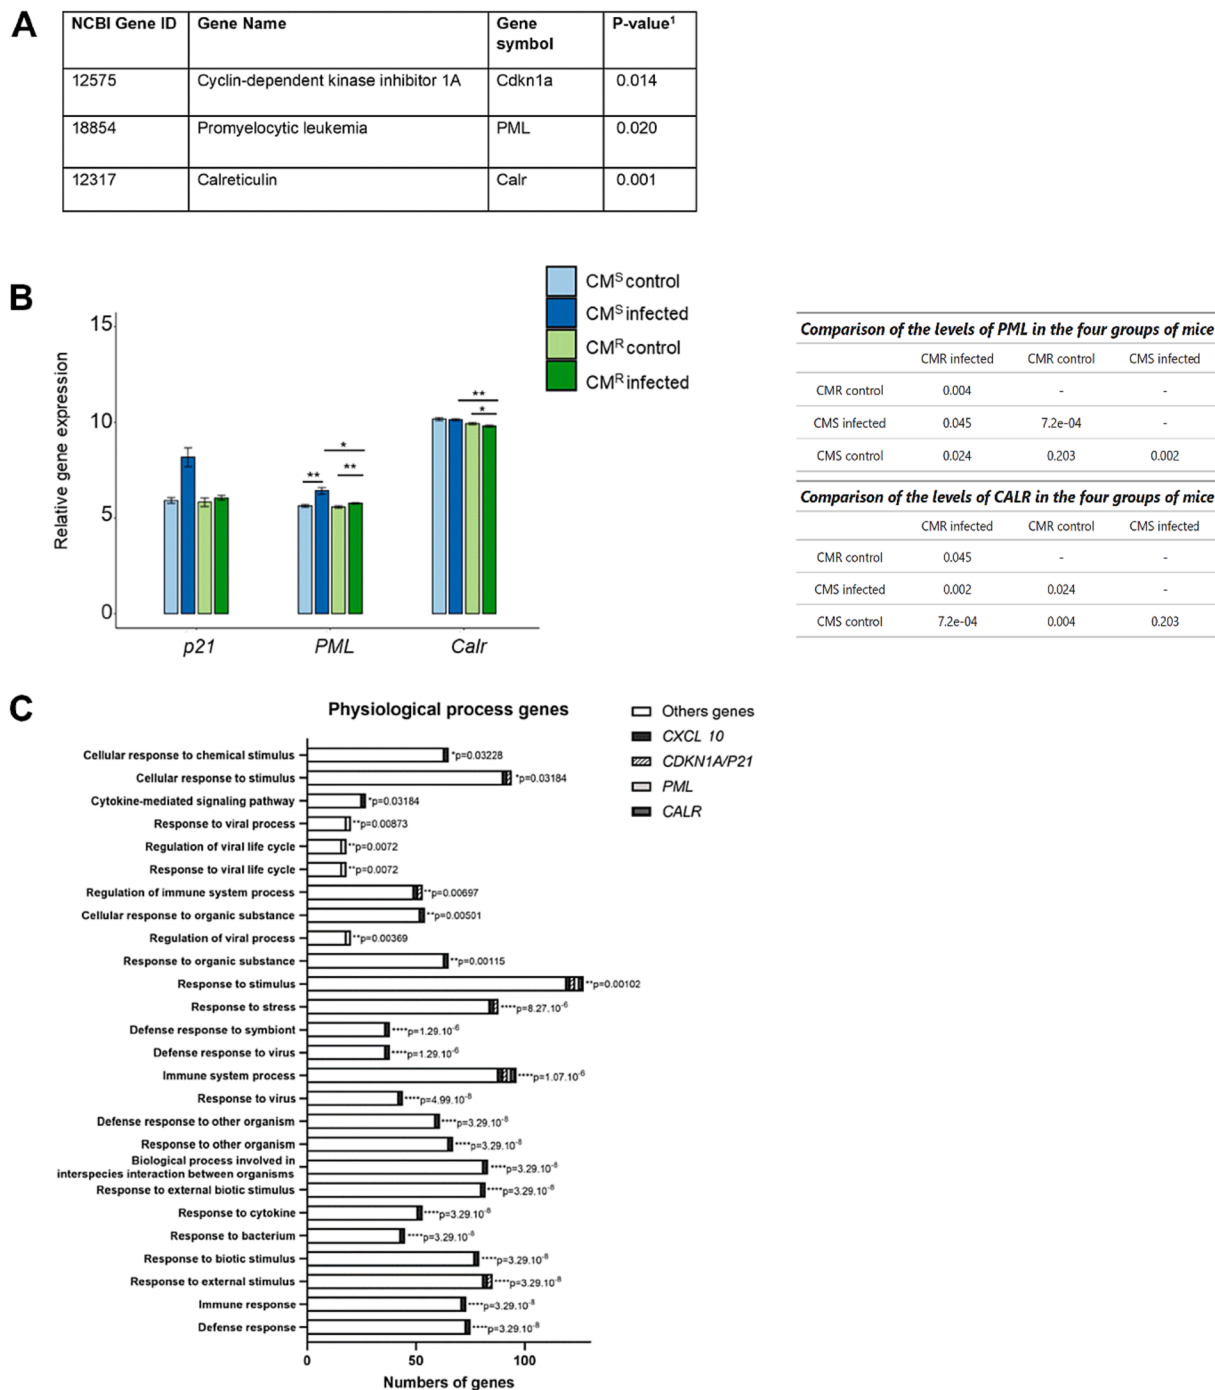 A
NCBI Gene ID Gene Name Gene symbol P-value¹
12575 Cyclin-dependent kinase inhibitor 1A Cdkn1a 0.014
18854 Promyelocytic leukemia PML 0.020
12317 Calreticulin Calr 0.001
B
CMˢ control
CMˢ infected
CMᴿ control
CMᴿ infected
Relative gene expression
15
10
5
0
** * ** ** *
p21 PML Calr
Comparison of the levels of PML in the four groups of mice
CMR infected CMR control CMS infected
CMR control 0.004 - -
CMS infected 0.045 7.2e-04 -
CMS control 0.024 0.203 0.002
Comparison of the levels of CALR in the four groups of mice
CMR infected CMR control CMS infected
CMR control 0.045 - -
CMS infected 0.002 0.024 -
CMS control 7.2e-04 0.004 0.203
C
Physiological process genes
Others genes
CXCL 10
CDKN1A/P21
PML
CALR
Cellular response to chemical stimulus *p=0.03228
Cellular response to stimulus *p=0.03184
Cytokine-mediated signaling pathway *p=0.03184
Response to viral process **p=0.00873
Regulation of viral life cycle **p=0.0072
Response to viral life cycle **p=0.0072
Regulation of immune system process **p=0.00697
Cellular response to organic substance **p=0.00501
Regulation of viral process **p=0.00369
Response to organic substance **p=0.00115
Response to stimulus **p=0.00102
Response to stress ****p=8.27.10⁻⁶
Defense response to symbiont ****p=1.29.10⁻⁶
Defense response to virus ****p=1.29.10⁻⁶
Immune system process ****p=1.07.10⁻⁶
Response to virus ****p=4.99.10⁻⁸
Defense response to other organism ****p=3.29.10⁻⁸
Response to other organism ****p=3.29.10⁻⁸
Biological process involved in
interspecies interaction between organisms ****p=3.29.10⁻⁸
Response to external biotic stimulus ****p=3.29.10⁻⁸
Response to cytokine ****p=3.29.10⁻⁸
Response to bacterium ****p=3.29.10⁻⁸
Response to biotic stimulus ****p=3.29.10⁻⁸
Response to external stimulus ****p=3.29.10⁻⁸
Immune response ****p=3.29.10⁻⁸
Defense response ****p=3.29.10⁻⁸
0 50 100
Numbers of genes